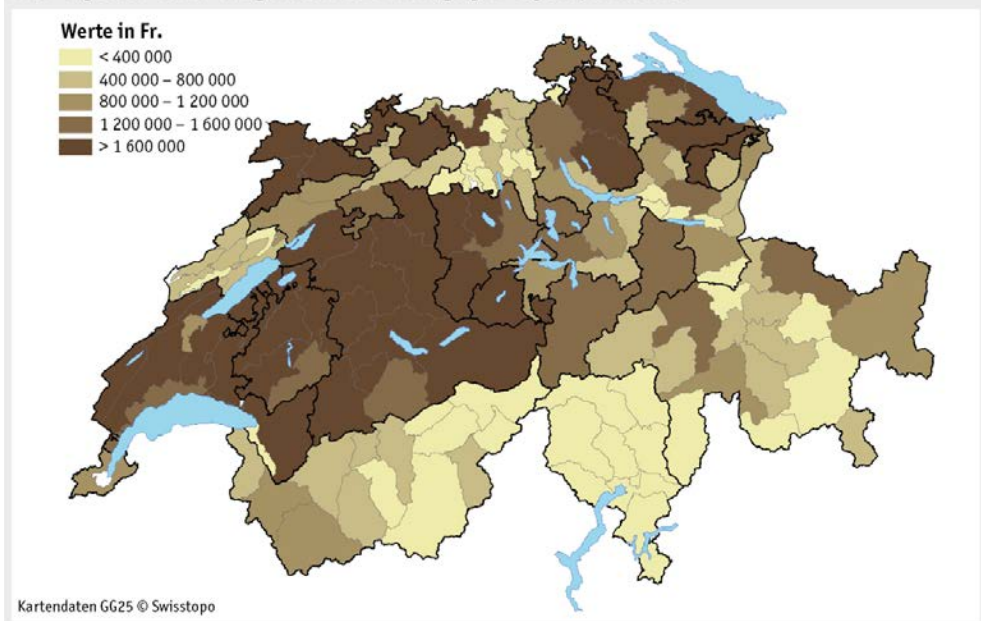 Werte in Fr.
< 400 000
400 000 – 800 000
800 000 – 1 200 000
1 200 000 – 1 600 000
> 1 600 000
Kartendaten GG25 © Swisstopo